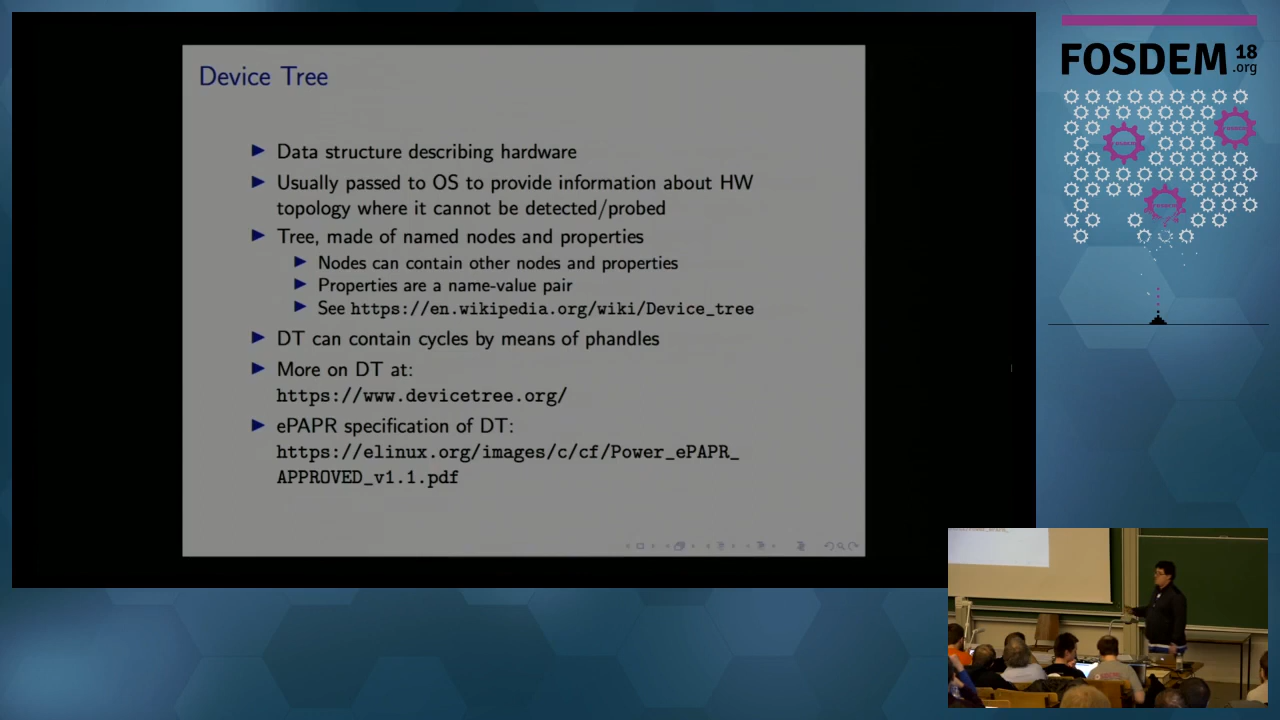 Device Tree
Data structure describing hardware
Usually passed to OS to provide information about HW
topology where it cannot be detected/probed
Tree, made of named nodes and properties
Nodes can contain other nodes and properties
Properties are a name-value pair
See https://en.wikipedia.org/wiki/Device_tree
DT can contain cycles by means of phandles
More on DT at:
https://www.devicetree.org/
ePAPR specification of DT:
https://elinux.org/images/c/cf/Power_ePAPR_
APPROVED_v1.1.pdf
FOSDEM 18
.org